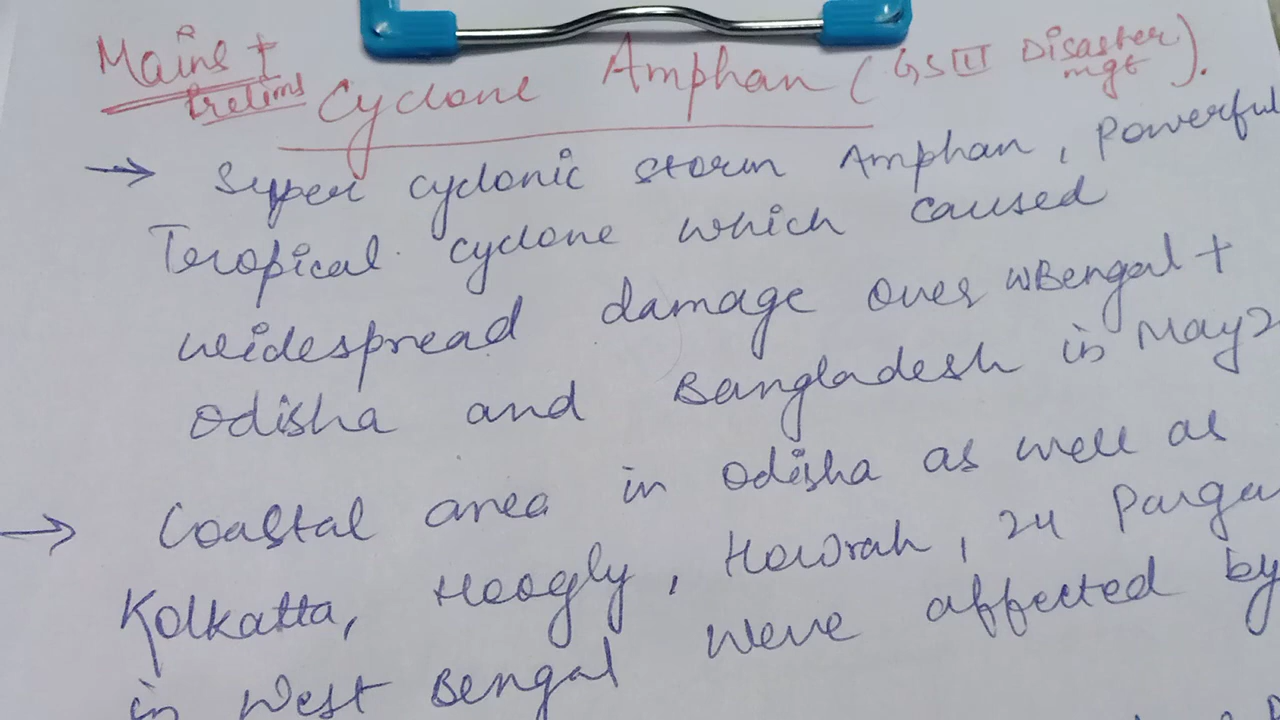 Mains + Prelims
Cyclone Amphan (GS III Disaster mgt).
→ Super cyclonic storm Amphan, Powerful
Tropical cyclone which caused
widespread damage over WBengal +
Odisha and Bangladesh in May 2
→ Coastal area in Odisha as well as
Kolkatta, Hoogly, Howrah, 24 Parga
in West Bengal were affected by